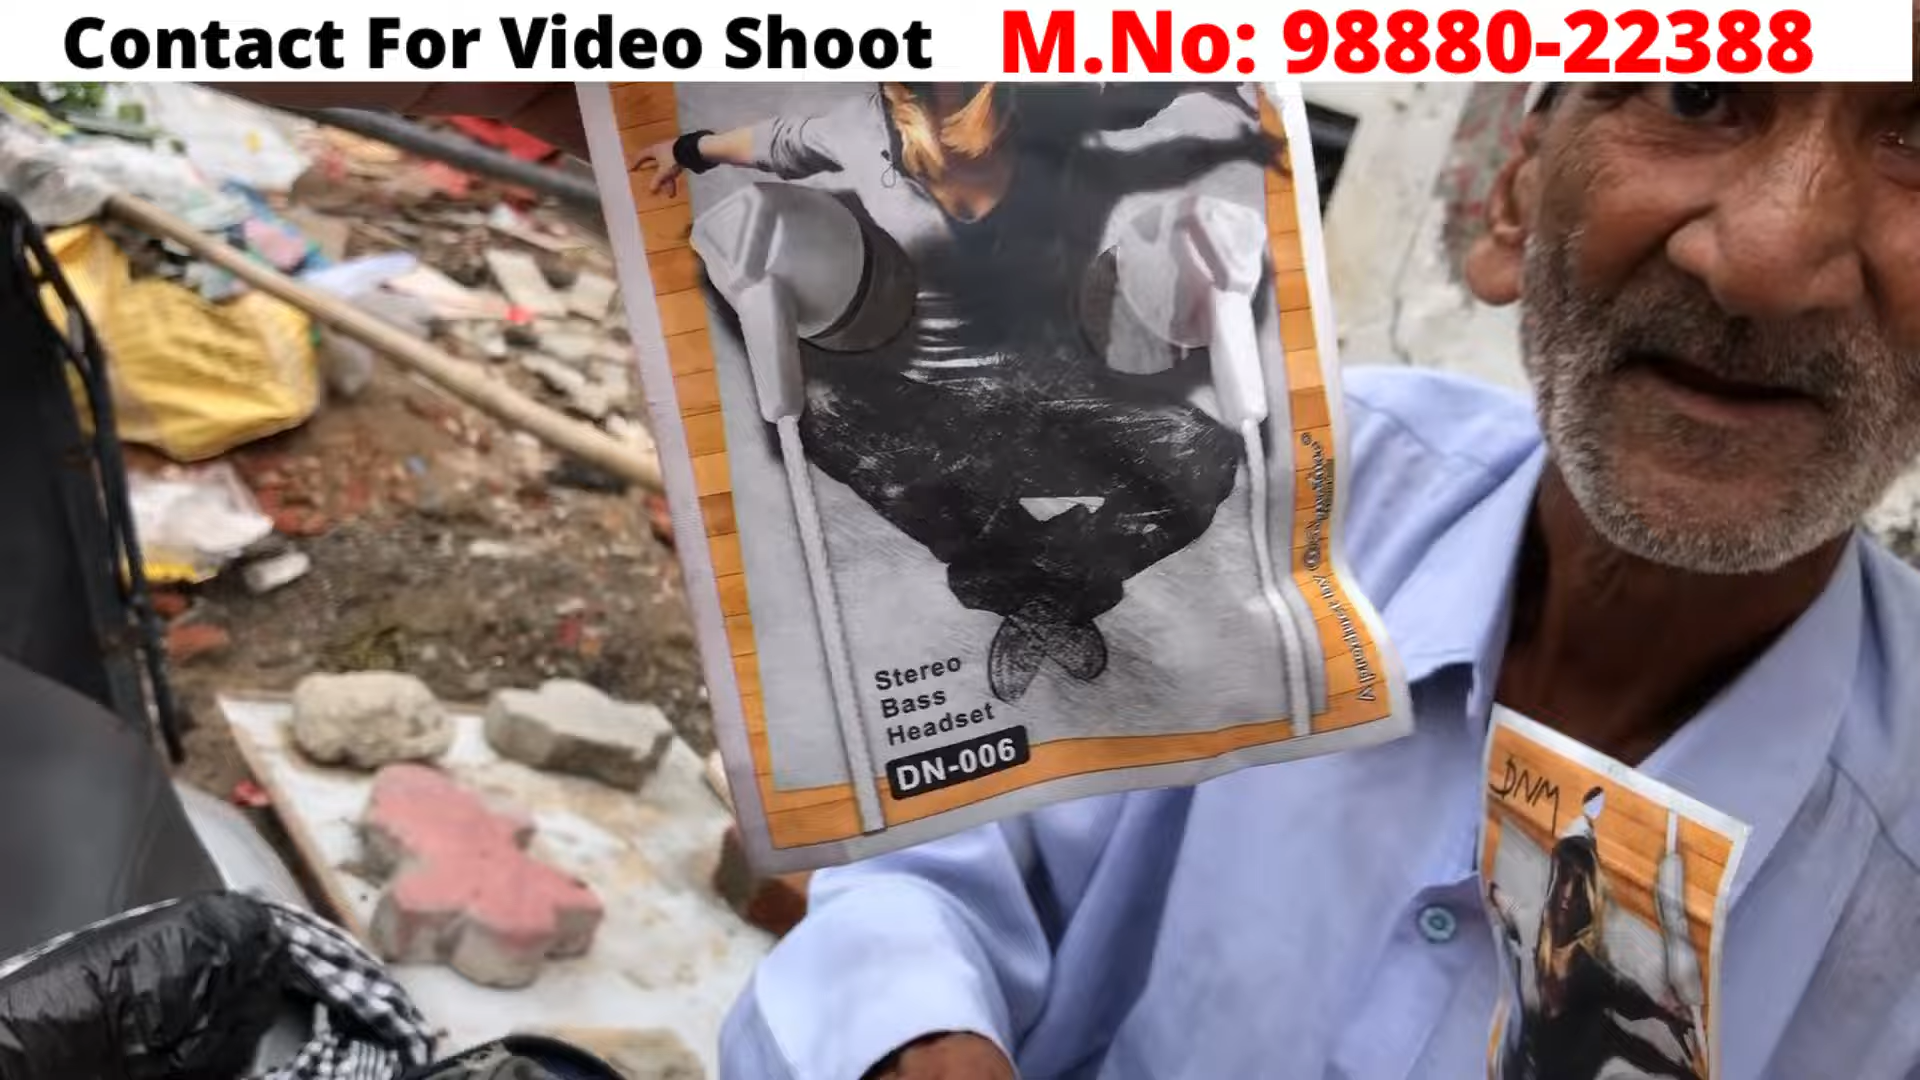 Contact For Video Shoot M.No: 98880-22388
Stereo
Bass
Headset
DN-006
DNM